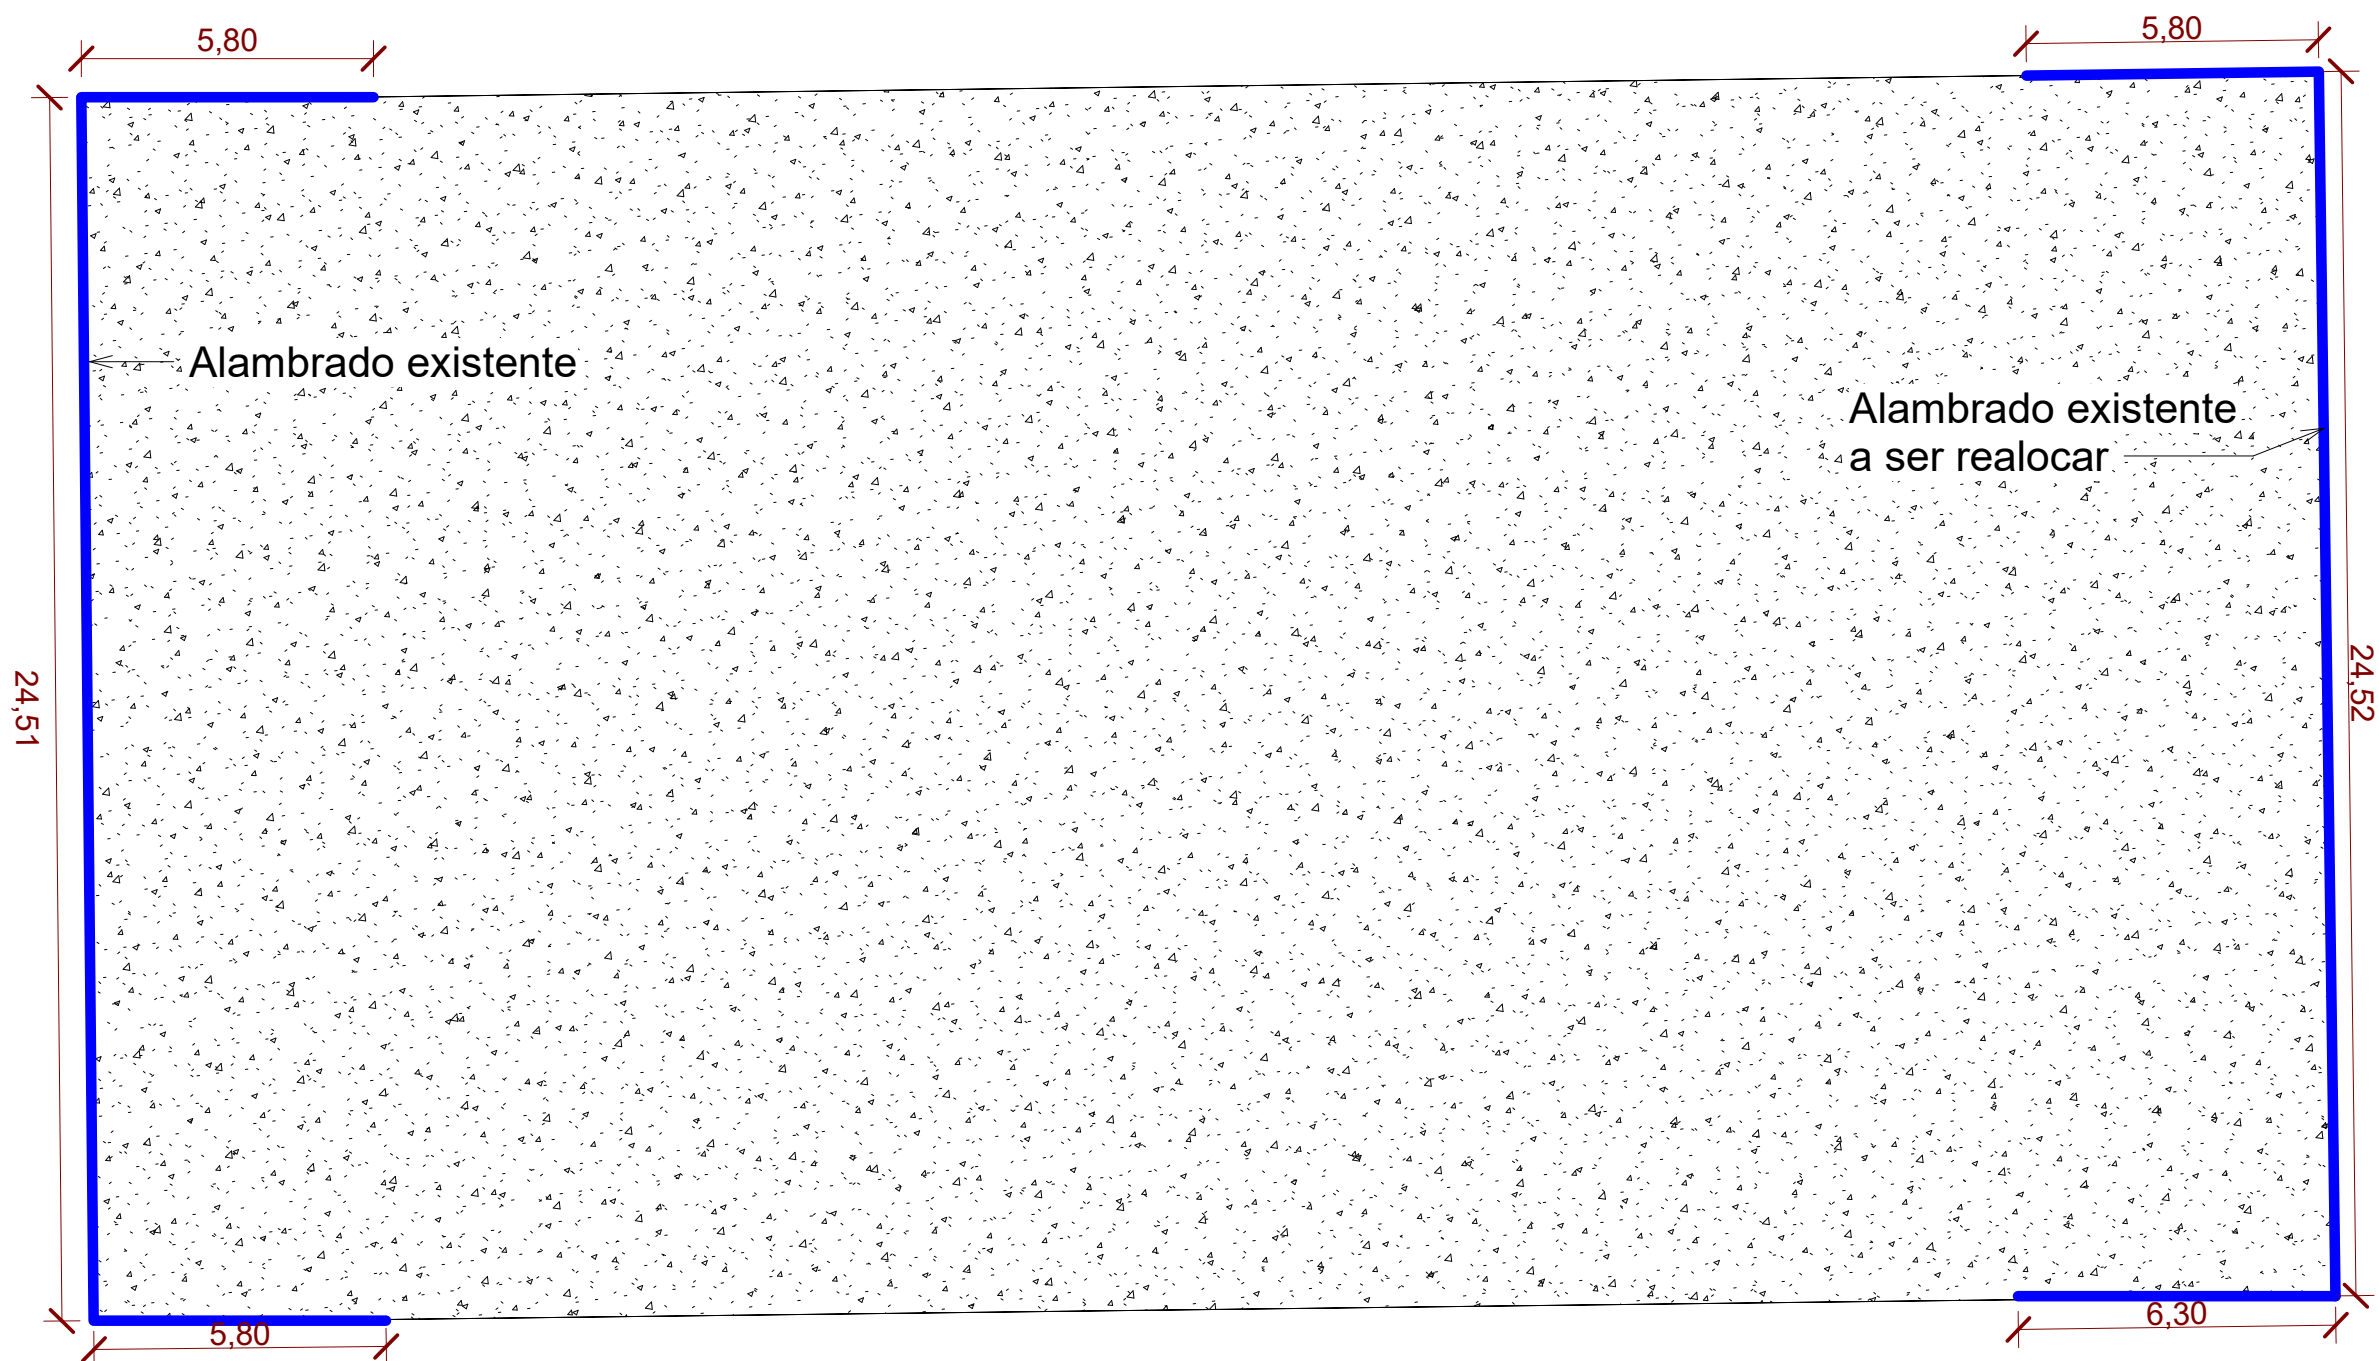 5,80
5,80
Alambrado existente
Alambrado existente
a ser realocar
24,51
24,52
5,80
6,30